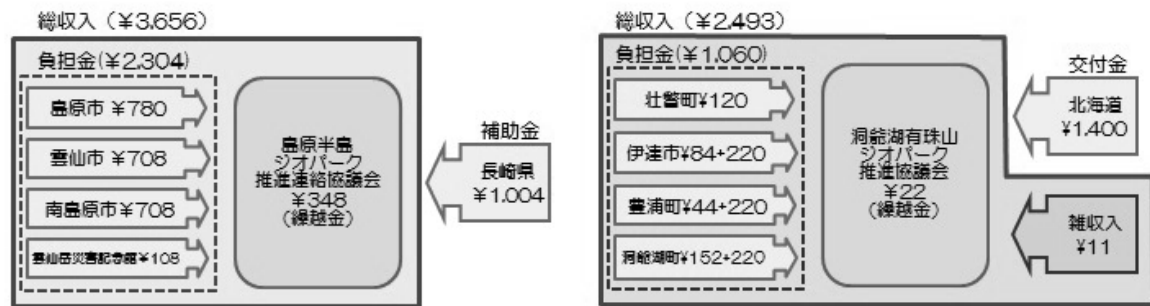 総収入（¥3.656）
負担金(¥2.304)
島原市 ¥780
雲仙市 ¥708
南島原市¥708
雲仙岳災害記念館¥108
島原半島
ジオパーク
推進連絡協議会
¥348
(繰越金)
補助金
長崎県
¥1.004
総収入（¥2.493）
負担金(¥1.060)
壮瞥町¥120
伊達市¥84+220
豊浦町¥44+220
洞爺湖町¥152+220
洞爺湖有珠山
ジオパーク
推進協議会
¥22
(繰越金)
交付金
北海道
¥1.400
雑収入
¥11